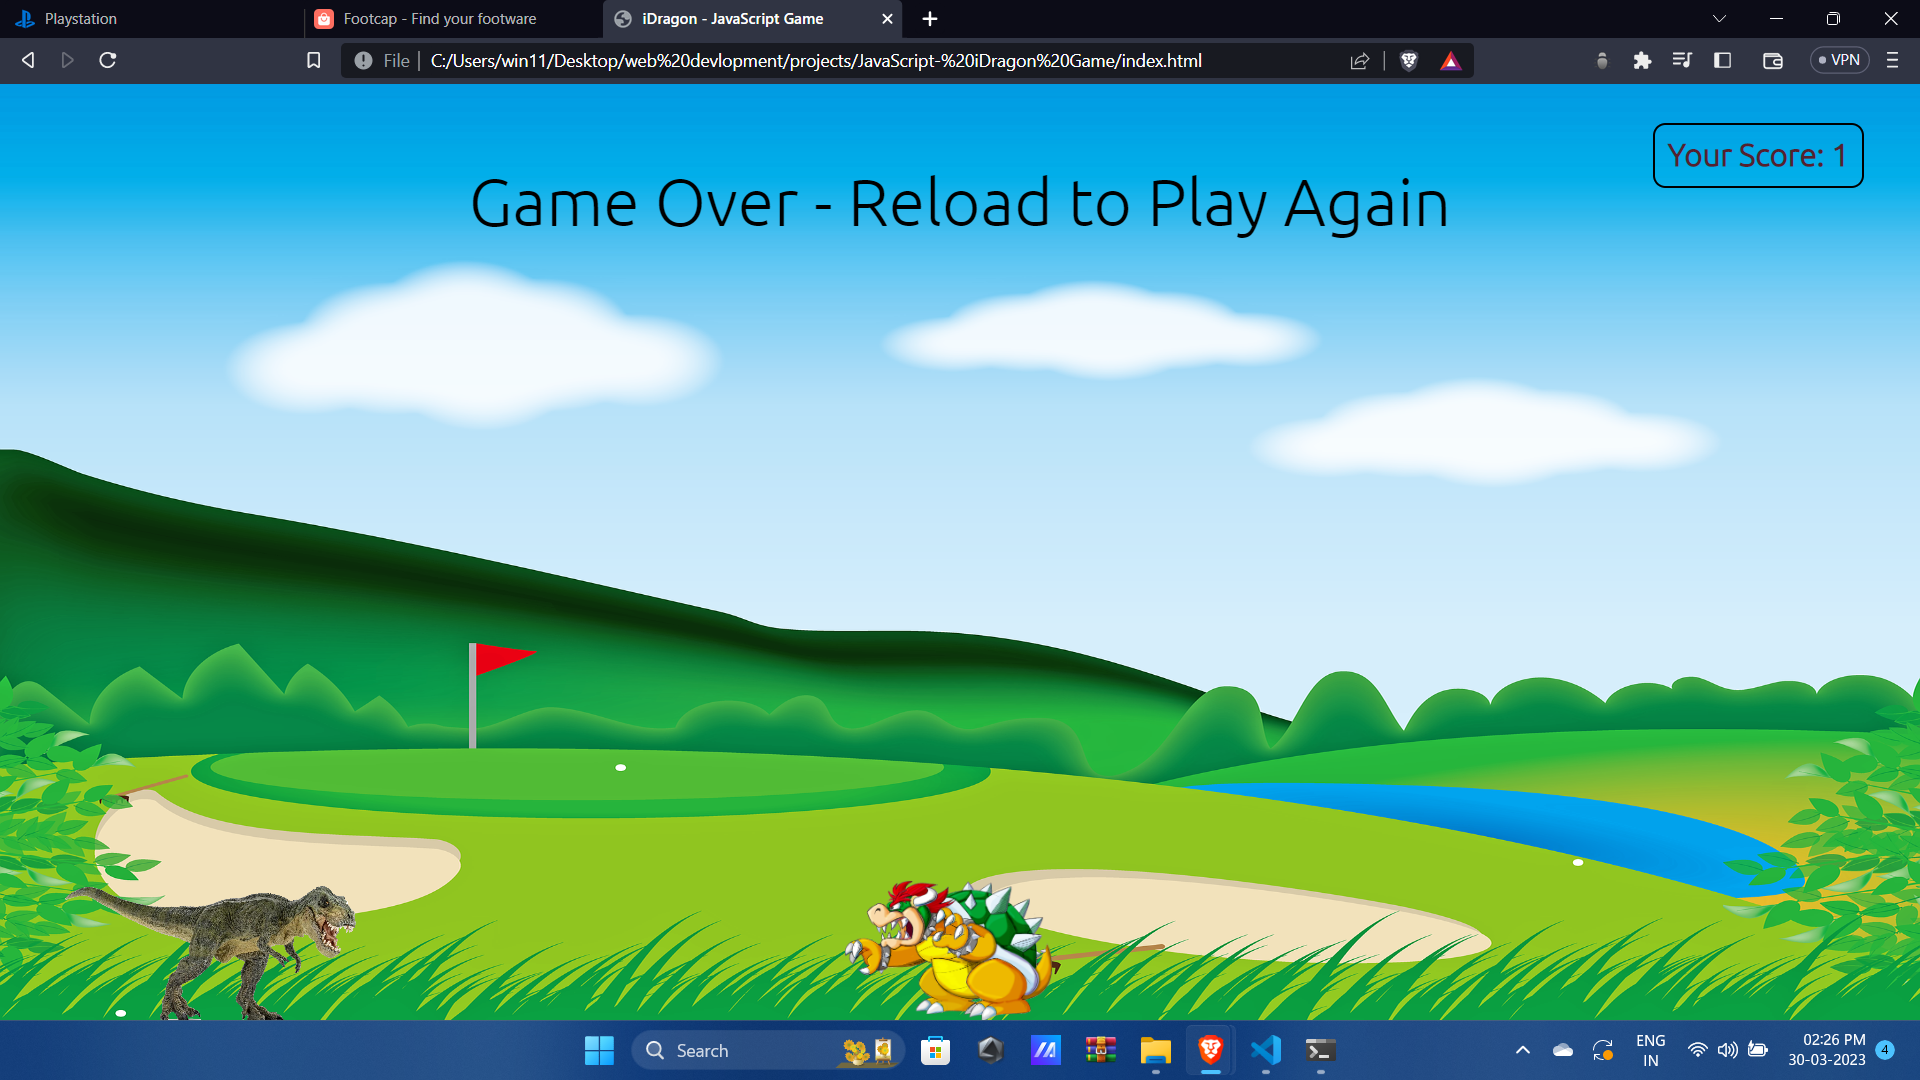 Playstation
Footcap - Find your footware
iDragon - JavaScript Game
File
C:/Users/win11/Desktop/web%20devlopment/projects/JavaScript-%20iDragon%20Game/index.html
VPN
Your Score: 1
Game Over - Reload to Play Again
Search
ENG
IN
02:26 PM
30-03-2023
4